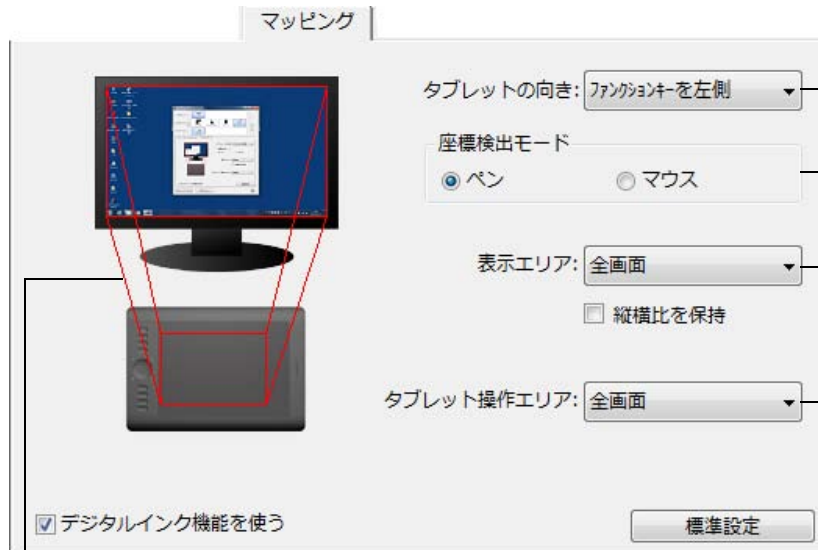 マッピング
タブレットの向き: ファンクションキーを左側
座標検出モード
ペン マウス
表示エリア: 全画面
縦横比を保持
タブレット操作エリア: 全画面
デジタルインク機能を使う 標準設定